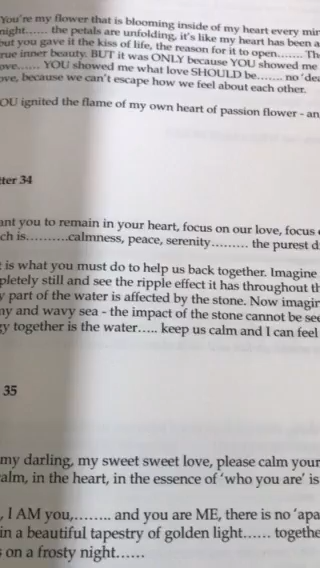 You're my flower that is blooming inside of my heart every
night...... the petals are unfolding, it's like my heart has been a
but you gave it the kiss of life, the reason for it to open.......
true inner beauty. BUT it was ONLY because YOU showed me
love...... YOU showed me what love SHOULD be....... no
love, because we can't escape how we feel about each other.
YOU ignited the flame of my own heart of passion flower -
tter 34
ant you to remain in your heart, focus on our love, focus
ch is..........calmness, peace, serenity......... the purest
is what you must do to help us back together. Imagine
pletely still and see the ripple effect it has throughout
y part of the water is affected by the stone. Now
ny and wavy sea - the impact of the stone cannot be
gy together is the water..... keep us calm and I can feel
35
my darling, my sweet sweet love, please calm your
alm, in the heart, in the essence of 'who you are' is
, I AM you,........ and you are ME, there is no
in a beautiful tapestry of golden light......
on a frosty night......